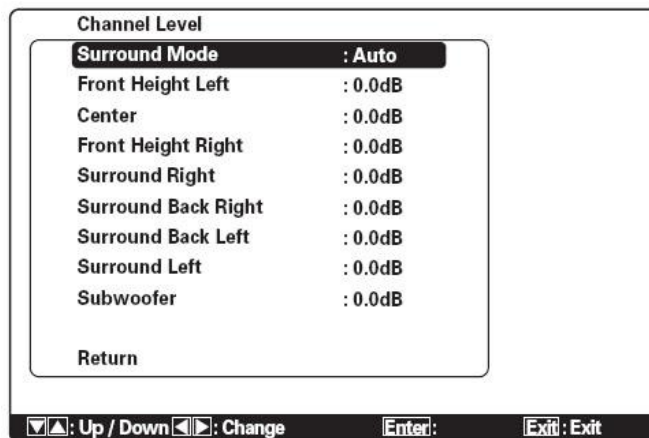 Channel Level
Surround Mode : Auto
Front Height Left : 0.0dB
Center : 0.0dB
Front Height Right : 0.0dB
Surround Right : 0.0dB
Surround Back Right : 0.0dB
Surround Back Left : 0.0dB
Surround Left : 0.0dB
Subwoofer : 0.0dB
Return
▼▲: Up / Down ◀▶: Change Enter: Exit: Exit